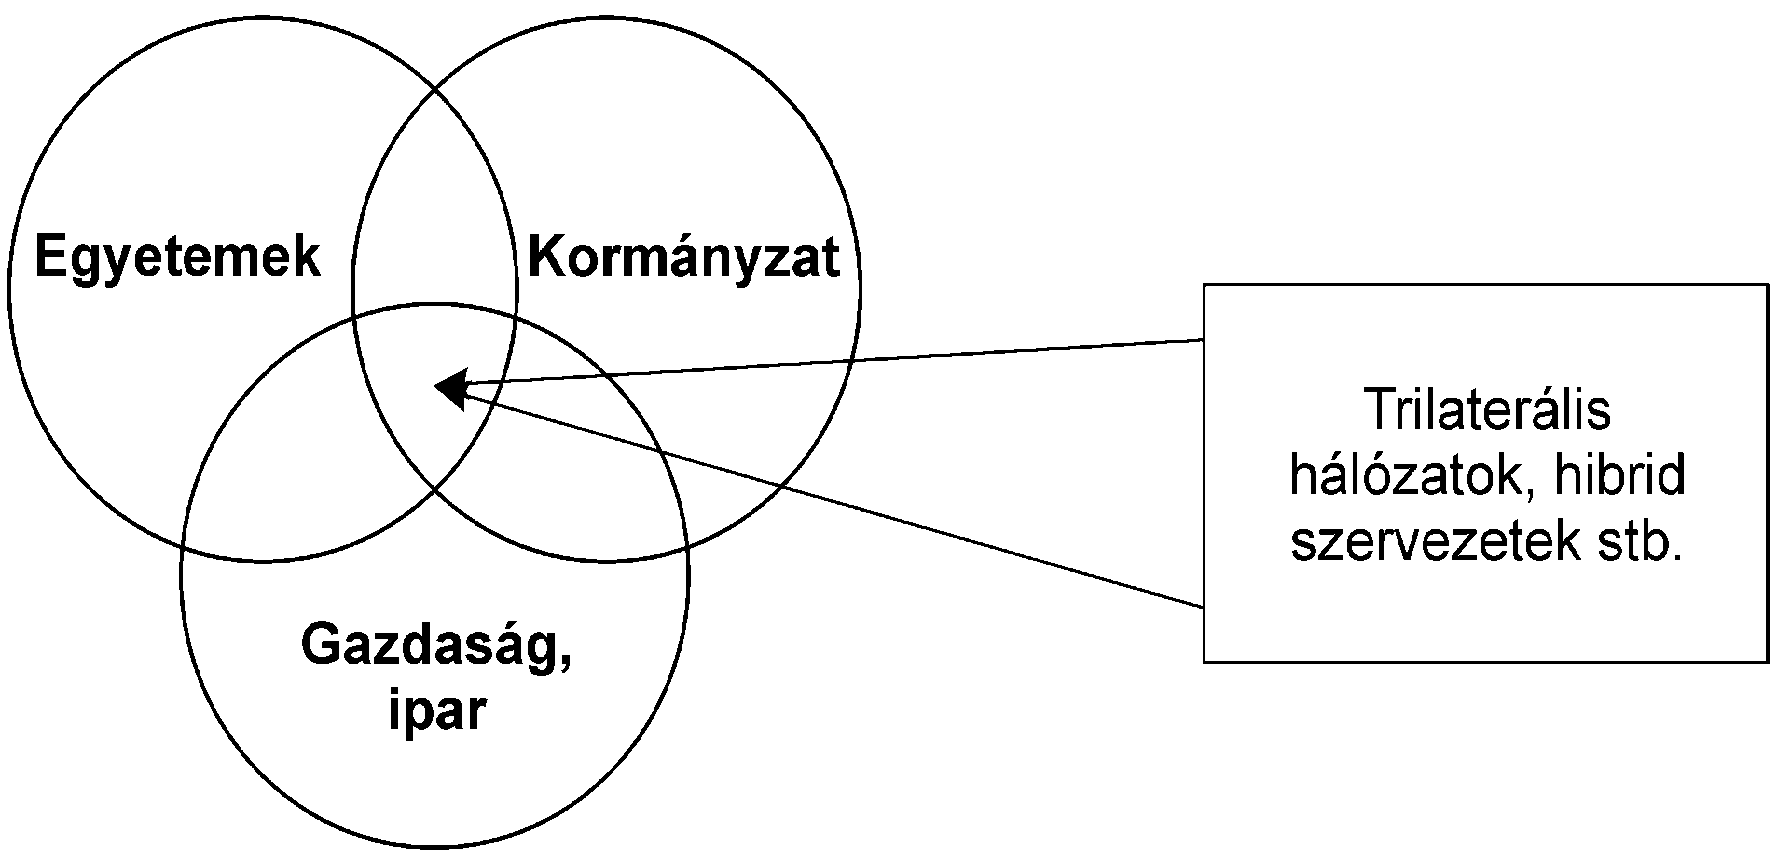 Egyetemek
Kormányzat
Gazdaság,
ipar
Trilaterális
hálózatok, hibrid
szervezetek stb.